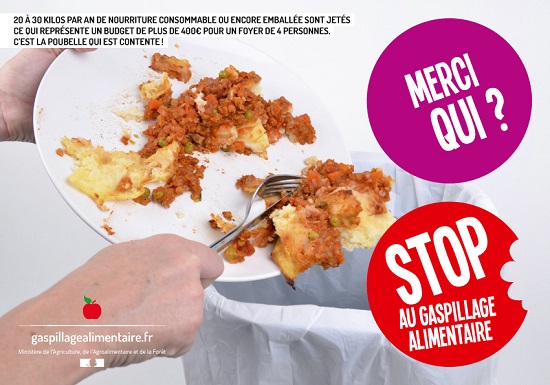 20 À 30 KILOS PAR AN DE NOURRITURE CONSOMMABLE OU ENCORE EMBALLÉE SONT JETÉS
CE QUI REPRÉSENTE UN BUDGET DE PLUS DE 400€ POUR UN FOYER DE 4 PERSONNES.
C'EST LA POUBELLE QUI EST CONTENTE !
MERCI
QUI ?
STOP
AU GASPILLAGE
ALIMENTAIRE
gaspillagealimentaire.fr
Ministère de l'Agriculture, de l'Agroalimentaire et de la Forêt